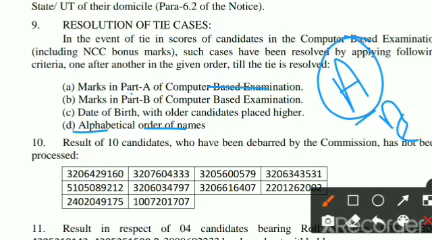 State/ UT of their domicile (Para-6.2 of the Notice).
9. RESOLUTION OF TIE CASES:
In the event of tie in scores of candidates in the Computer Based Examinatio
(including NCC bonus marks), such cases have been resolved by applying followin
criteria, one after another in the given order, till the tie is resolved:
(a) Marks in Part-A of Computer Based Examination.
(b) Marks in Part-B of Computer Based Examination.
(c) Date of Birth, with older candidates placed higher.
(d) Alphabetical order of names
A
10. Result of 10 candidates, who have been debarred by the Commission, has not bee
processed:
3206429160 3207604333 3205600579 3206343531
5105089212 3206034797 3206616407 2201262002
2402049175 1007201707
XRecorder
11. Result in respect of 04 candidates bearing Roll